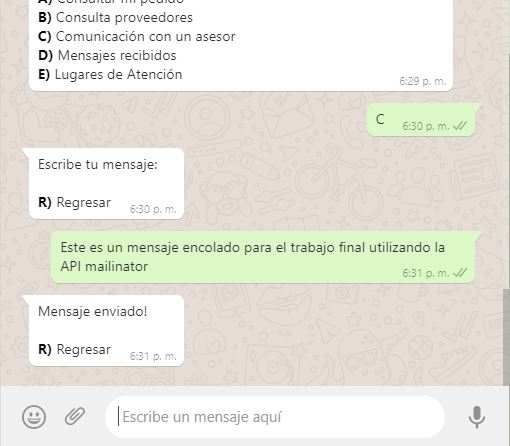 A) Consultar mi pedido
B) Consulta proveedores
C) Comunicación con un asesor
D) Mensajes recibidos
E) Lugares de Atención
6:29 p. m.
C
6:30 p. m.
Escribe tu mensaje:
R) Regresar
6:30 p. m.
Este es un mensaje encolado para el trabajo final utilizando la
API mailinator
6:31 p. m.
Mensaje enviado!
R) Regresar
6:31 p. m.
Escribe un mensaje aquí